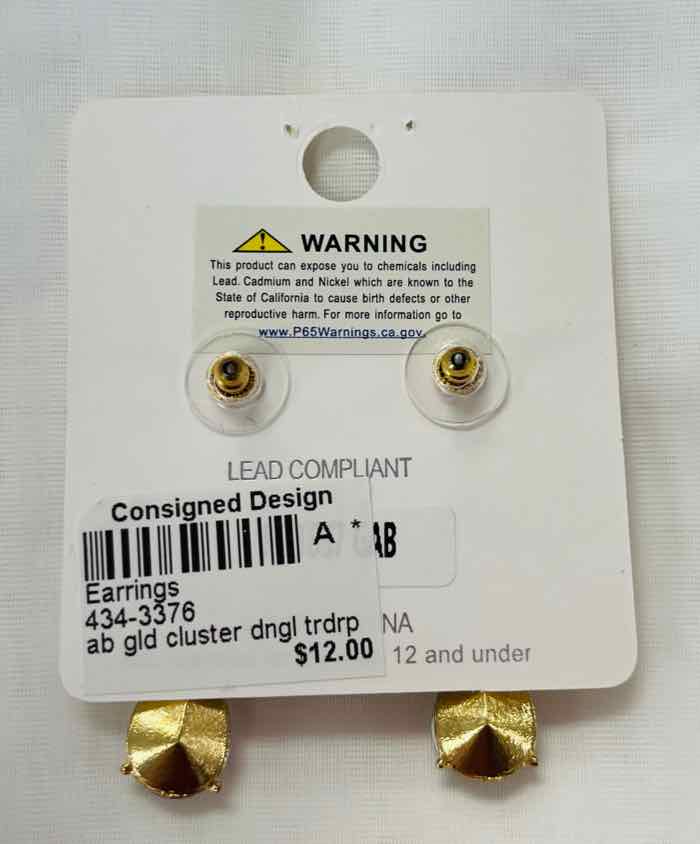 WARNING
This product can expose you to chemicals including
Lead. Cadmium and Nickel which are known to the
State of California to cause birth defects or other
reproductive harm. For more information go to
www.P65Warnings.ca.gov.
LEAD COMPLIANT
Consigned Design
A *
AB
Earrings
434-3376
ab gld cluster dngl trdrp
$12.00
NA
12 and under